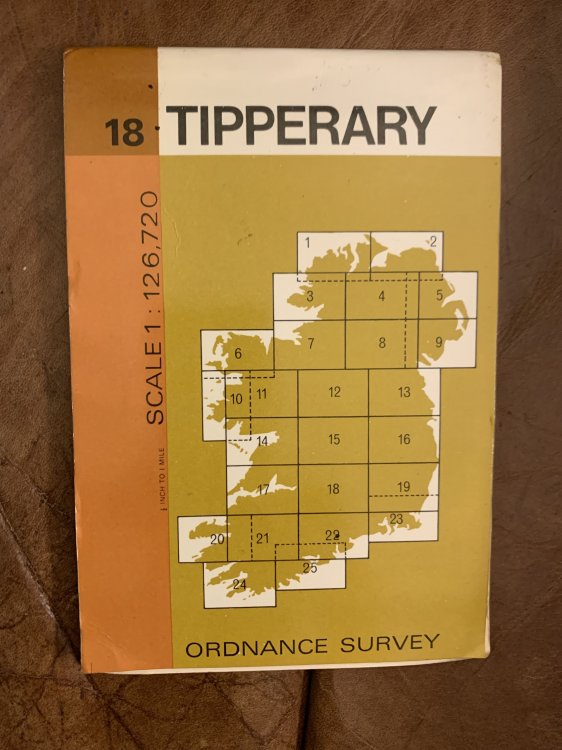 18 TIPPERARY
SCALE 1 : 126,720
½ INCH TO 1 MILE
1 2
3 4 5
7 8 9
6
10 11 12 13
14 15 16
17 18 19
20 21 22 23
24 25
ORDNANCE SURVEY